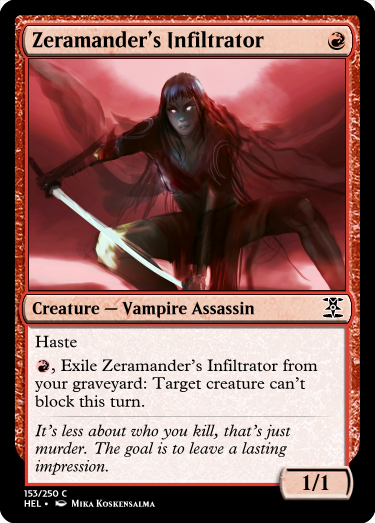 Zeramander's Infiltrator
Creature — Vampire Assassin
Haste
, Exile Zeramander's Infiltrator from
your graveyard: Target creature can't
block this turn.
It's less about who you kill, that's just
murder. The goal is to leave a lasting
impression.
1/1
153/250 C
HEL • Mika Koskensalma